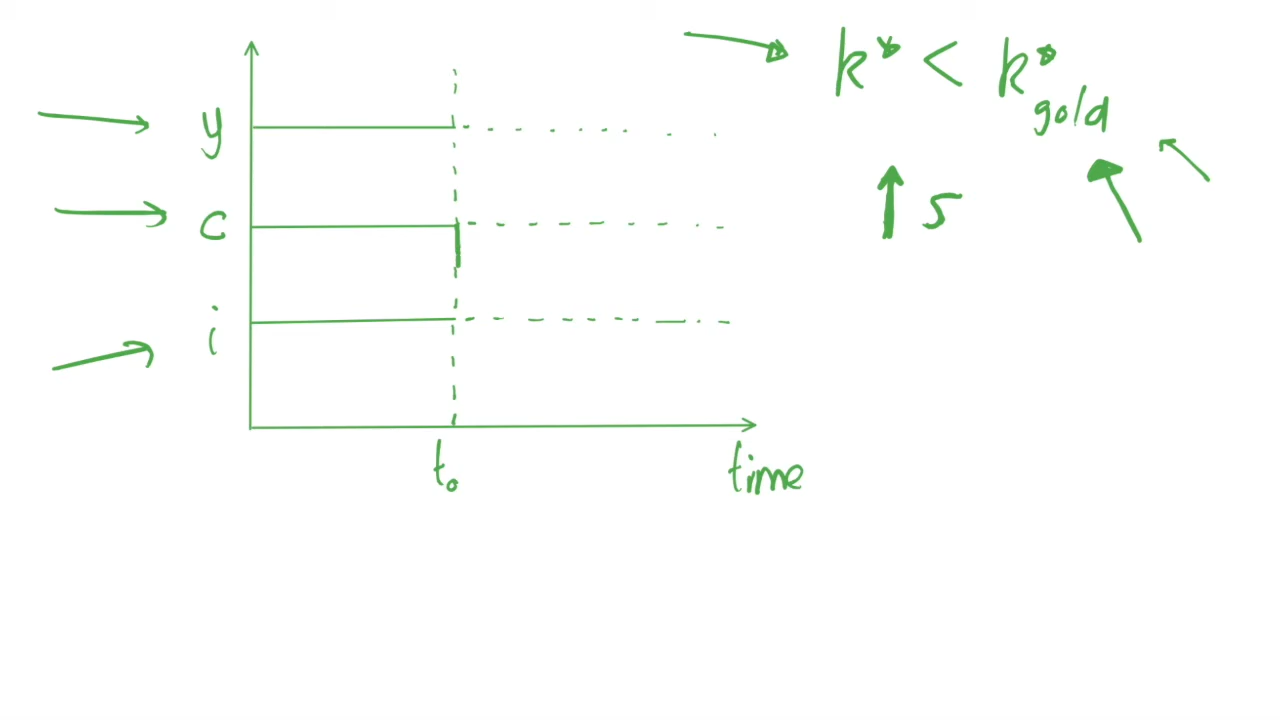 k* < k*gold
y
↑ s
c
i
t₀
time